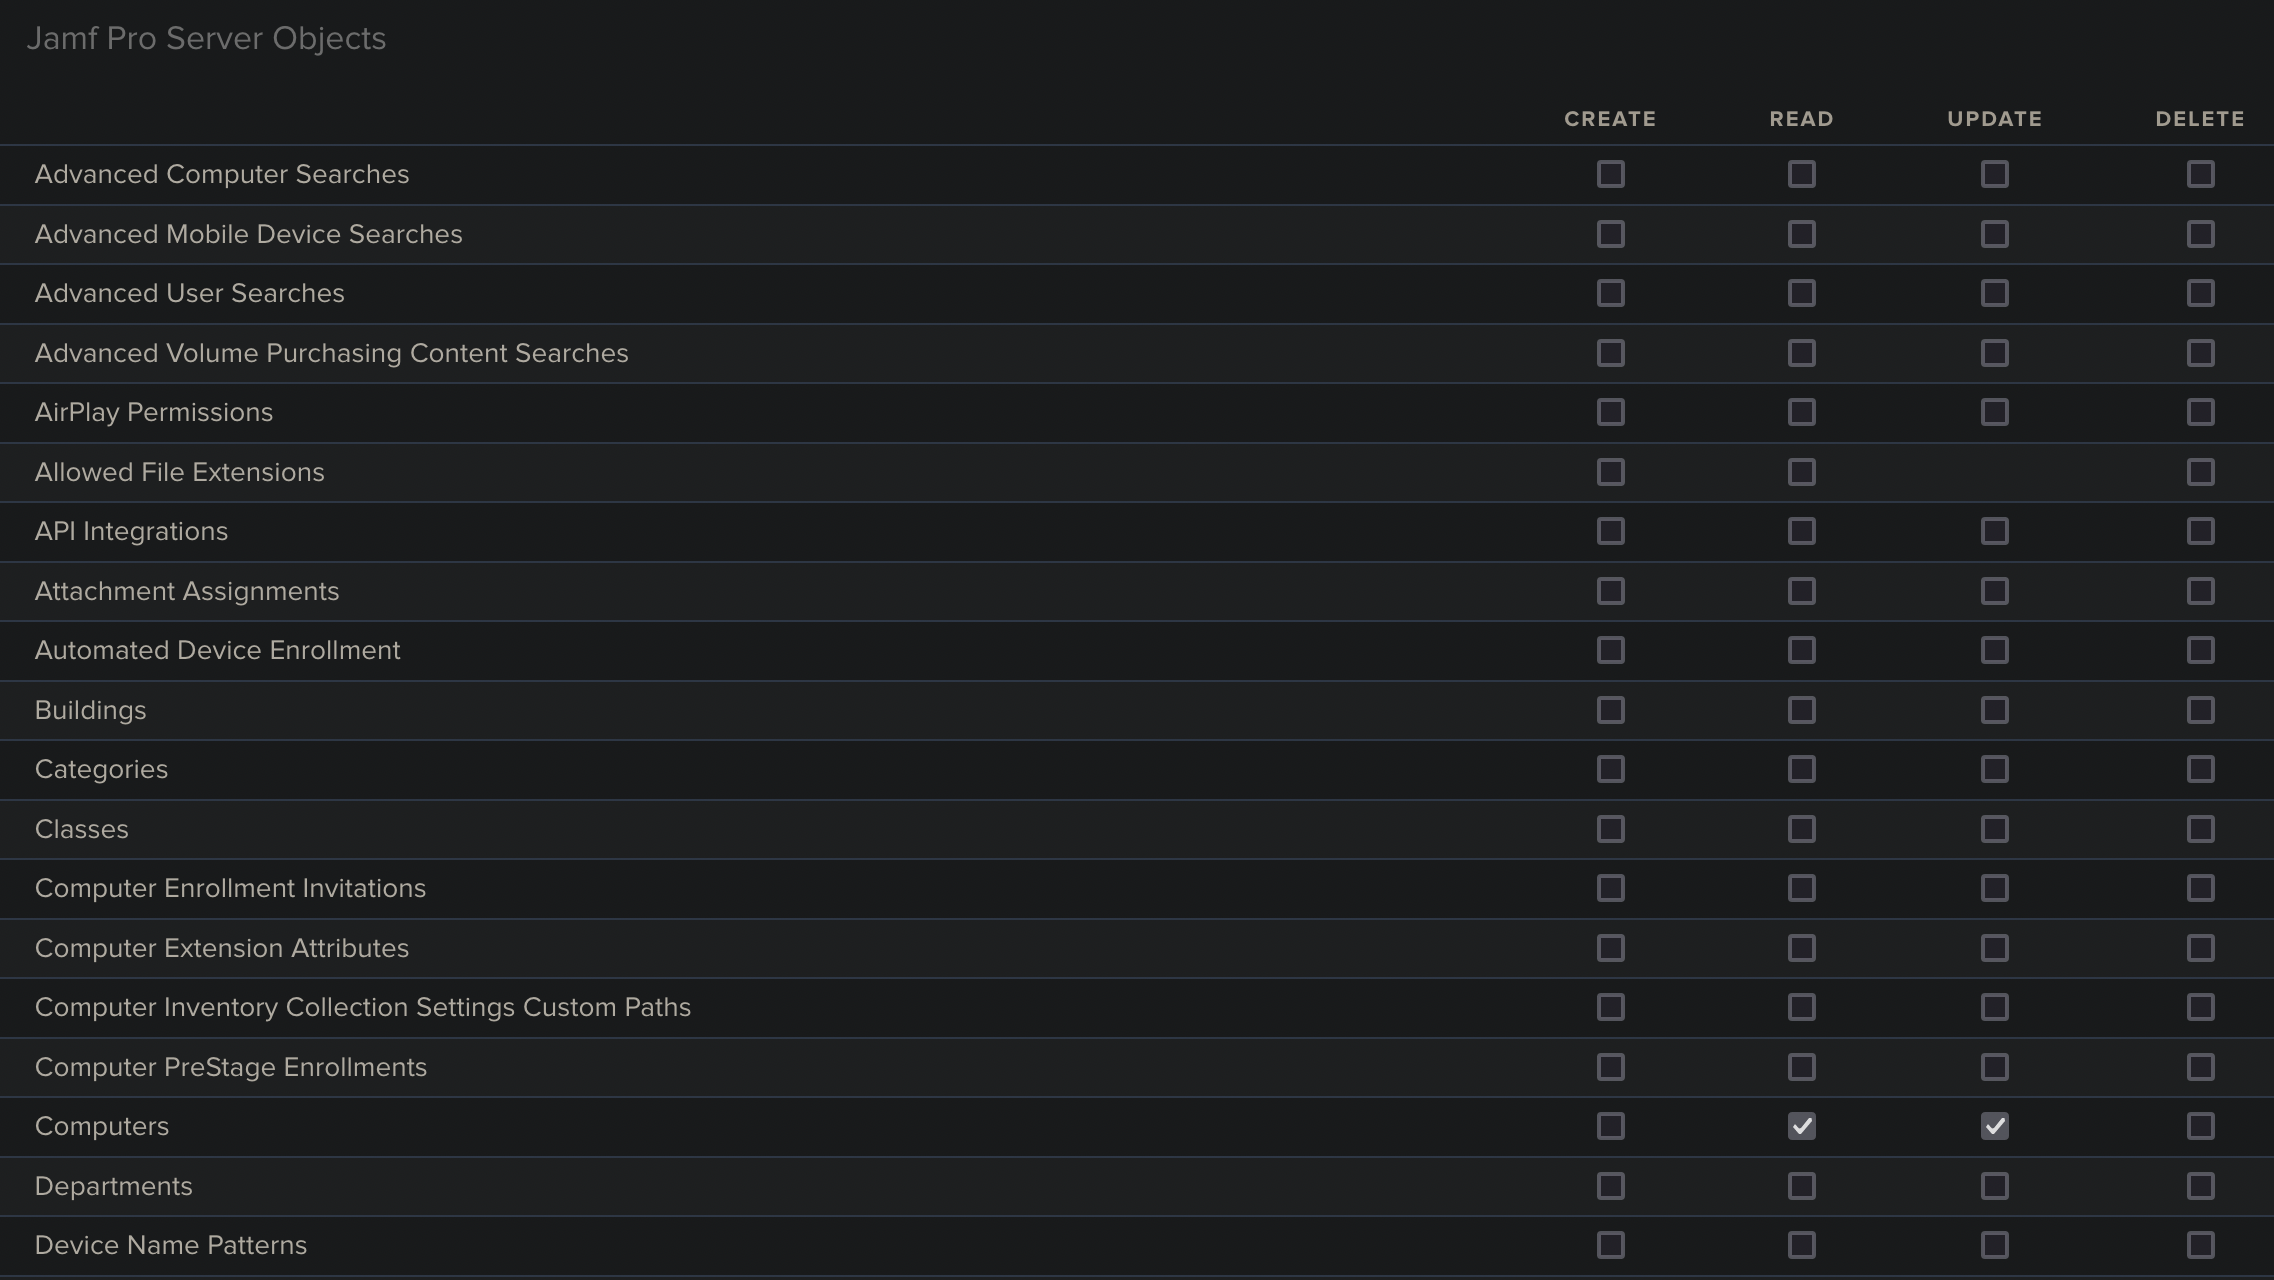 Jamf Pro Server Objects
CREATE READ UPDATE DELETE
Advanced Computer Searches
Advanced Mobile Device Searches
Advanced User Searches
Advanced Volume Purchasing Content Searches
AirPlay Permissions
Allowed File Extensions
API Integrations
Attachment Assignments
Automated Device Enrollment
Buildings
Categories
Classes
Computer Enrollment Invitations
Computer Extension Attributes
Computer Inventory Collection Settings Custom Paths
Computer PreStage Enrollments
Computers
Departments
Device Name Patterns